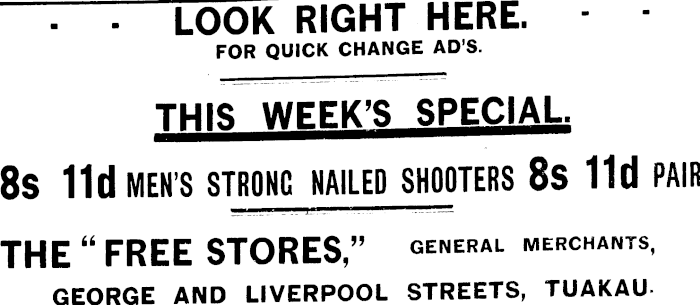 - - LOOK RIGHT HERE. - -
FOR QUICK CHANGE AD'S.
THIS WEEK'S SPECIAL.
8s 11d MEN'S STRONG NAILED SHOOTERS 8s 11d PAIR
THE "FREE STORES," GENERAL MERCHANTS,
GEORGE AND LIVERPOOL STREETS, TUAKAU.